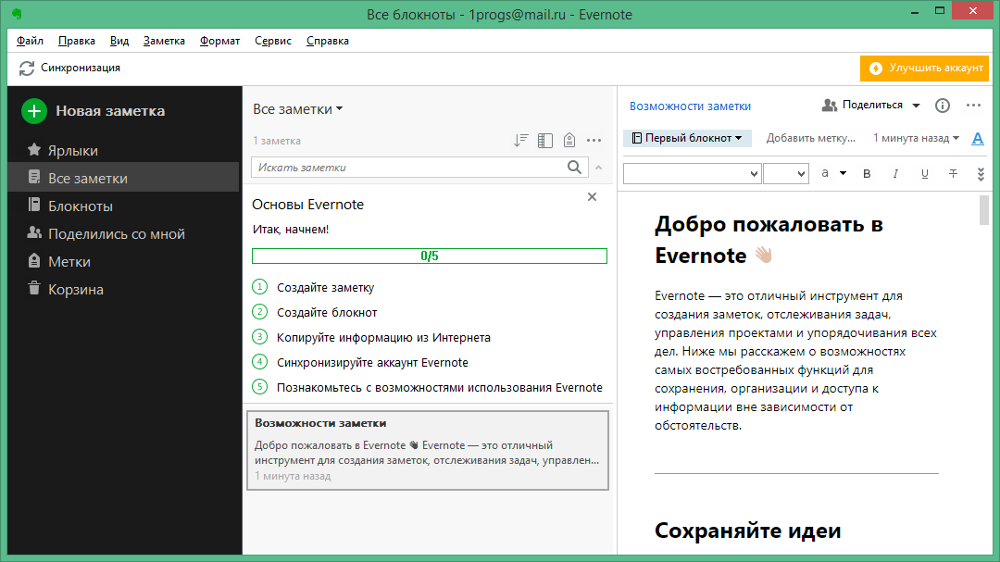 Все блокноты - 1progs@mail.ru - Evernote
Файл Правка Вид Заметка Формат Сервис Справка
Синхронизация
Улучшить аккаунт
Новая заметка
Ярлыки
Все заметки
Блокноты
Поделились со мной
Метки
Корзина
Все заметки
1 заметка
Искать заметки
Основы Evernote
Итак, начнем!
0/5
1 Создайте заметку
2 Создайте блокнот
3 Копируйте информацию из Интернета
4 Синхронизируйте аккаунт Evernote
5 Познакомьтесь с возможностями использования Evernote
Возможности заметки
Добро пожаловать в Evernote 👋 Evernote — это отличный
инструмент для создания заметок, отслеживания задач, управлен...
1 минута назад
Возможности заметки
Поделиться
Первый блокнот
Добавить метку...
1 минута назад
A
a B I U T
Добро пожаловать в
Evernote 👋
Evernote — это отличный инструмент для
создания заметок, отслеживания задач,
управления проектами и упорядочивания всех
дел. Ниже мы расскажем о возможностях
самых востребованных функций для
сохранения, организации и доступа к
информации вне зависимости от
обстоятельств.
Сохраняйте идеи